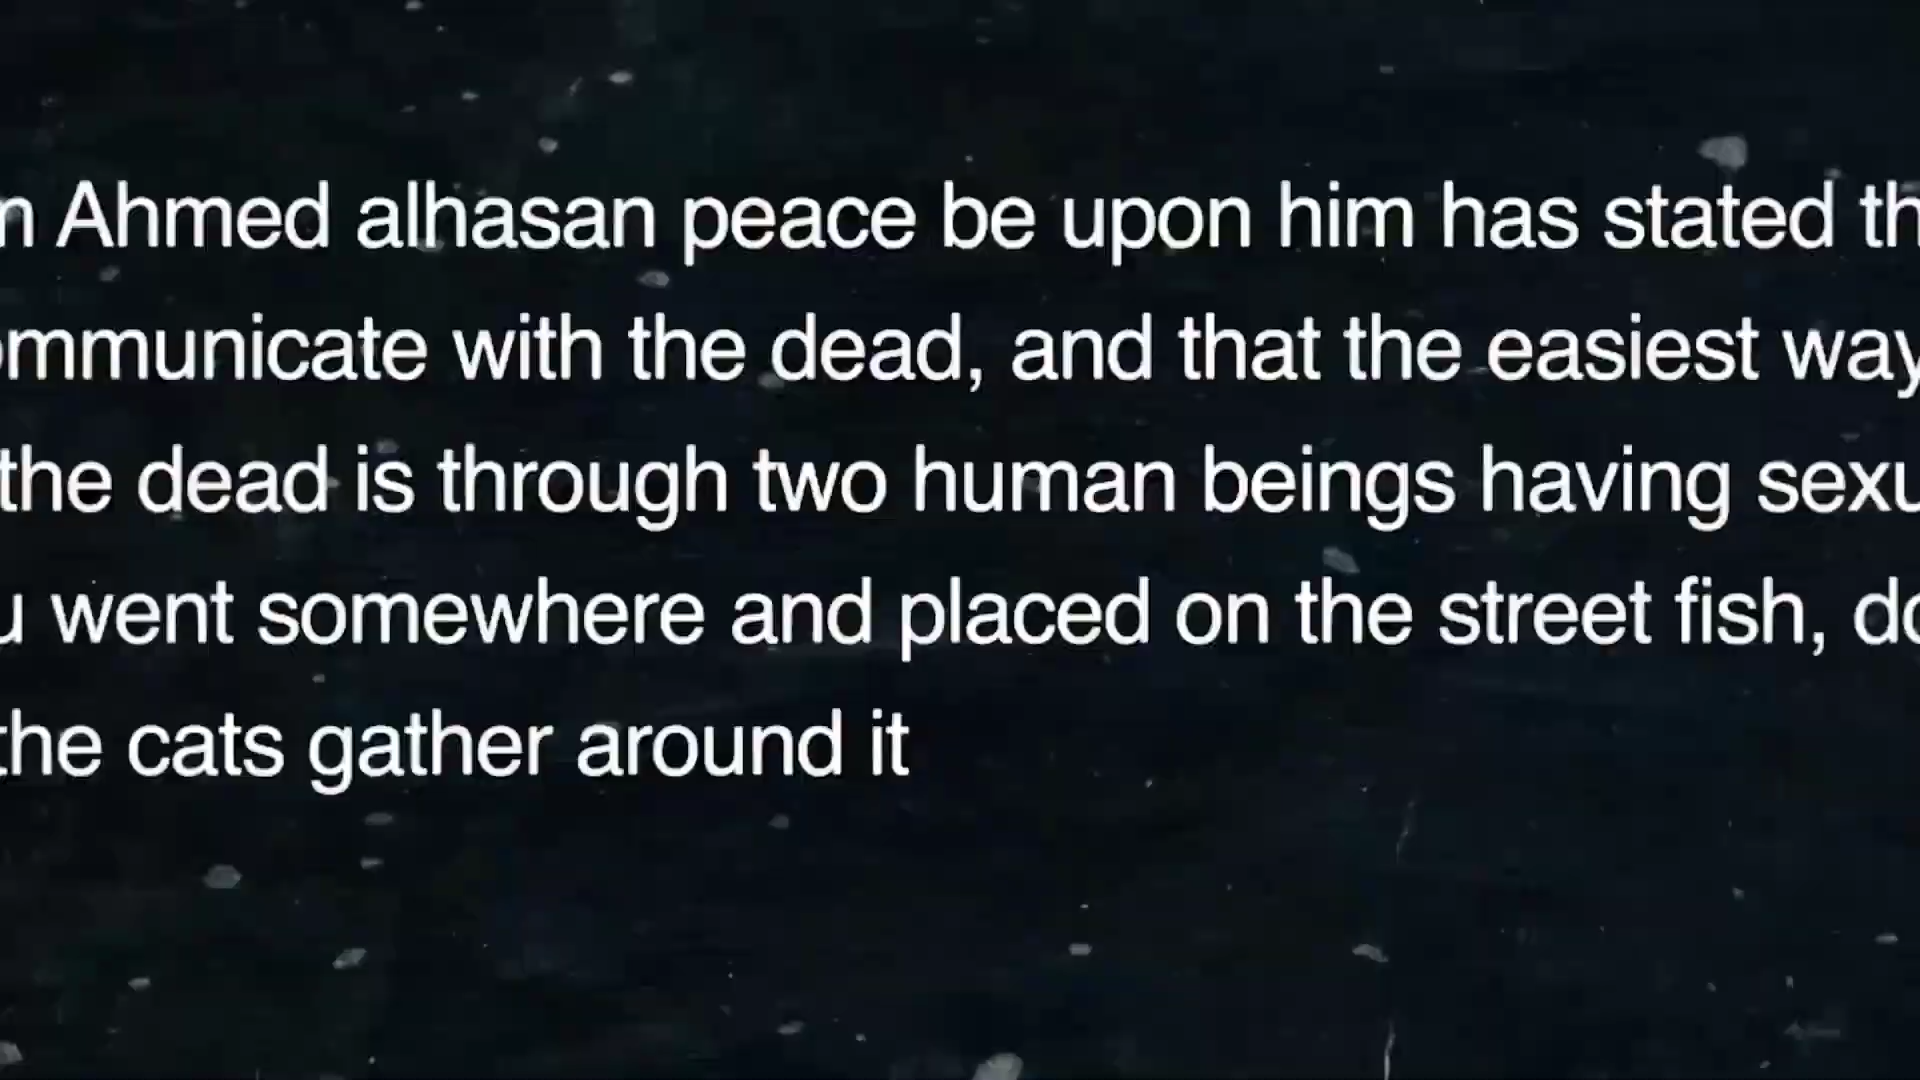 n Ahmed alhasan peace be upon him has stated th
ommunicate with the dead, and that the easiest way
the dead is through two human beings having sexu
u went somewhere and placed on the street fish, do
the cats gather around it